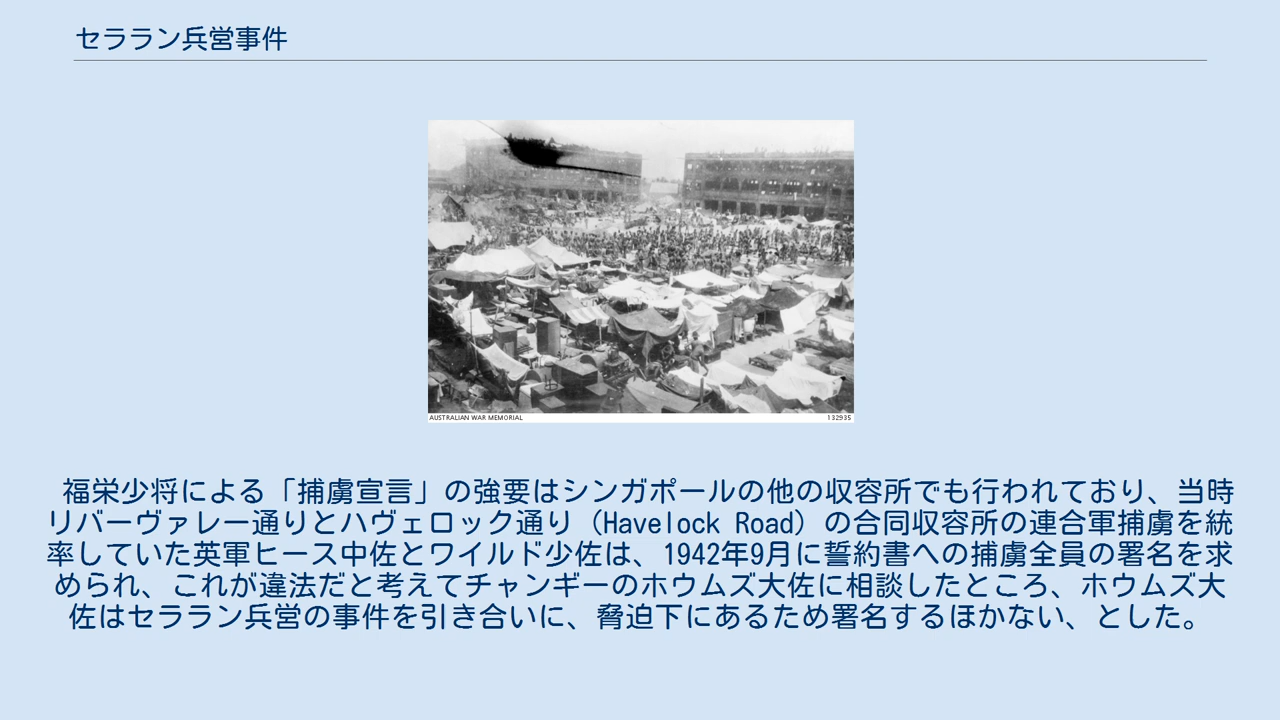 セララン兵営事件
AUSTRALIAN WAR MEMORIAL 132935
福栄少将による「捕虜宣言」の強要はシンガポールの他の収容所でも行われており、当時
リバーヴァレー通りとハヴェロック通り（Havelock Road）の合同収容所の連合軍捕虜を統
率していた英軍ヒース中佐とワイルド少佐は、1942年9月に誓約書への捕虜全員の署名を求
められ、これが違法だと考えてチャンギーのホウムズ大佐に相談したところ、ホウムズ大
佐はセララン兵営の事件を引き合いに、脅迫下にあるため署名するほかない、とした。